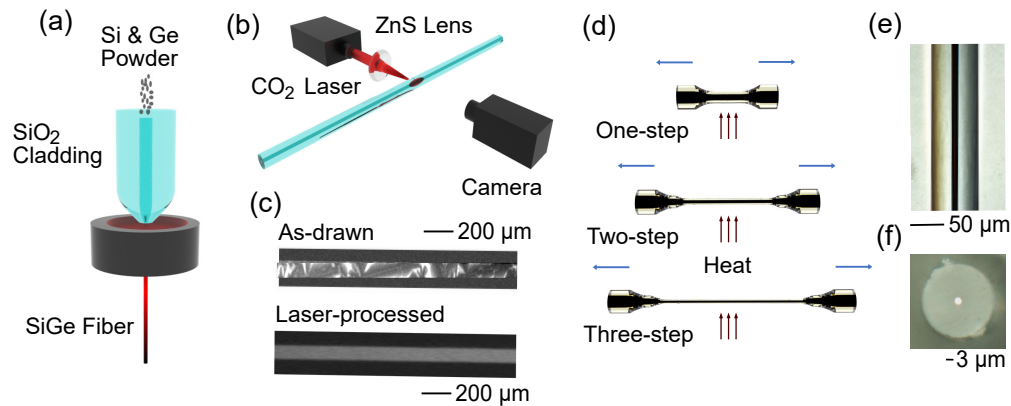 (a)
Si & Ge
Powder
SiO2
Cladding
SiGe Fiber
(b)
ZnS Lens
CO2 Laser
Camera
(c)
As-drawn
200 μm
Laser-processed
200 μm
(d)
One-step
Two-step
Heat
Three-step
(e)
50 μm
(f)
3 μm